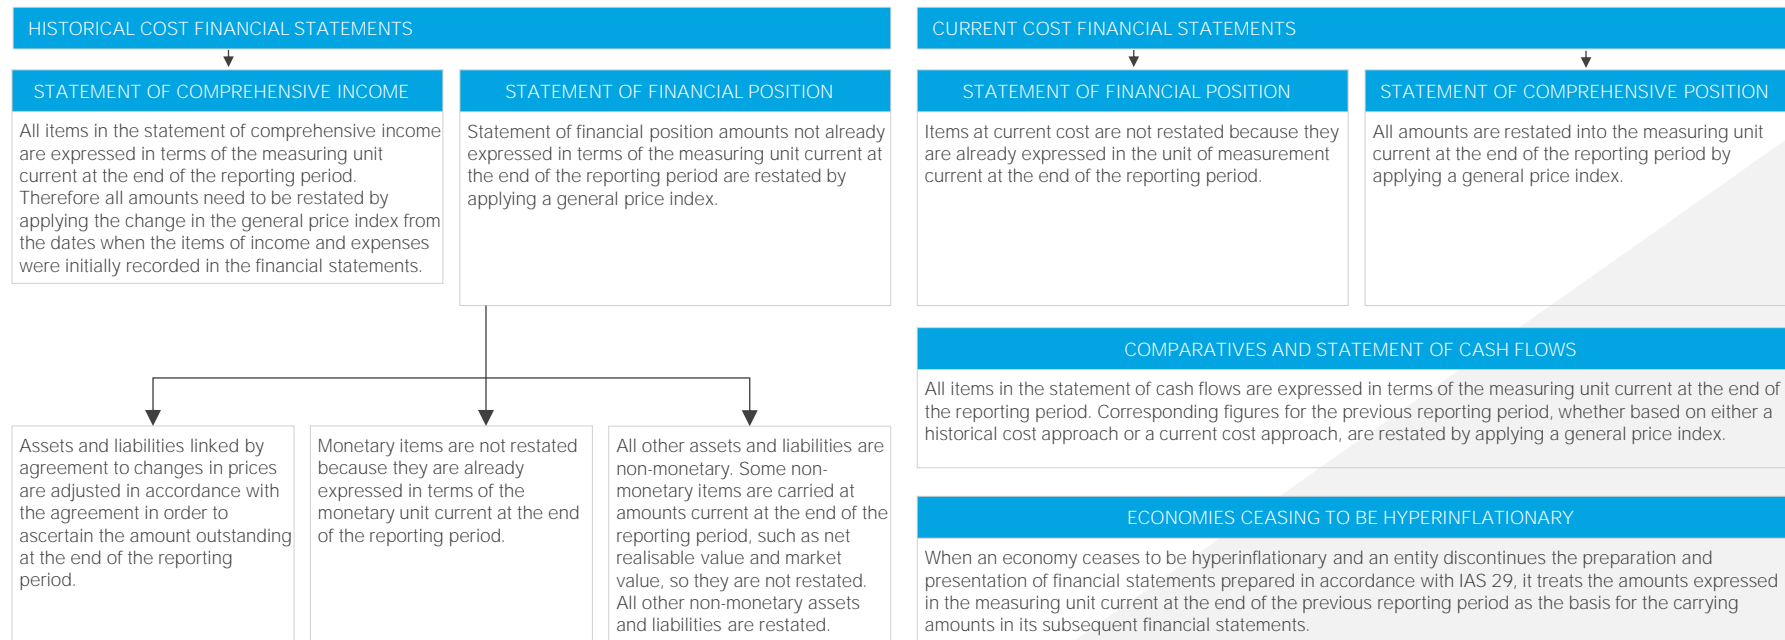 HISTORICAL COST FINANCIAL STATEMENTS
STATEMENT OF COMPREHENSIVE INCOME
All items in the statement of comprehensive income
are expressed in terms of the measuring unit
current at the end of the reporting period.
Therefore all amounts need to be restated by
applying the change in the general price index from
the dates when the items of income and expenses
were initially recorded in the financial statements.
STATEMENT OF FINANCIAL POSITION
Statement of financial position amounts not already
expressed in terms of the measuring unit current at
the end of the reporting period are restated by
applying a general price index.
Assets and liabilities linked by
agreement to changes in prices
are adjusted in accordance with
the agreement in order to
ascertain the amount outstanding
at the end of the reporting
period.
Monetary items are not restated
because they are already
expressed in terms of the
monetary unit current at the end
of the reporting period.
All other assets and liabilities are
non-monetary. Some non-
monetary items are carried at
amounts current at the end of the
reporting period, such as net
realisable value and market
value, so they are not restated.
All other non-monetary assets
and liabilities are restated.
CURRENT COST FINANCIAL STATEMENTS
STATEMENT OF FINANCIAL POSITION
Items at current cost are not restated because they
are already expressed in the unit of measurement
current at the end of the reporting period.
STATEMENT OF COMPREHENSIVE POSITION
All amounts are restated into the measuring unit
current at the end of the reporting period by
applying a general price index.
COMPARATIVES AND STATEMENT OF CASH FLOWS
All items in the statement of cash flows are expressed in terms of the measuring unit current at the end of
the reporting period. Corresponding figures for the previous reporting period, whether based on either a
historical cost approach or a current cost approach, are restated by applying a general price index.
ECONOMIES CEASING TO BE HYPERINFLATIONARY
When an economy ceases to be hyperinflationary and an entity discontinues the preparation and
presentation of financial statements prepared in accordance with IAS 29, it treats the amounts expressed
in the measuring unit current at the end of the previous reporting period as the basis for the carrying
amounts in its subsequent financial statements.